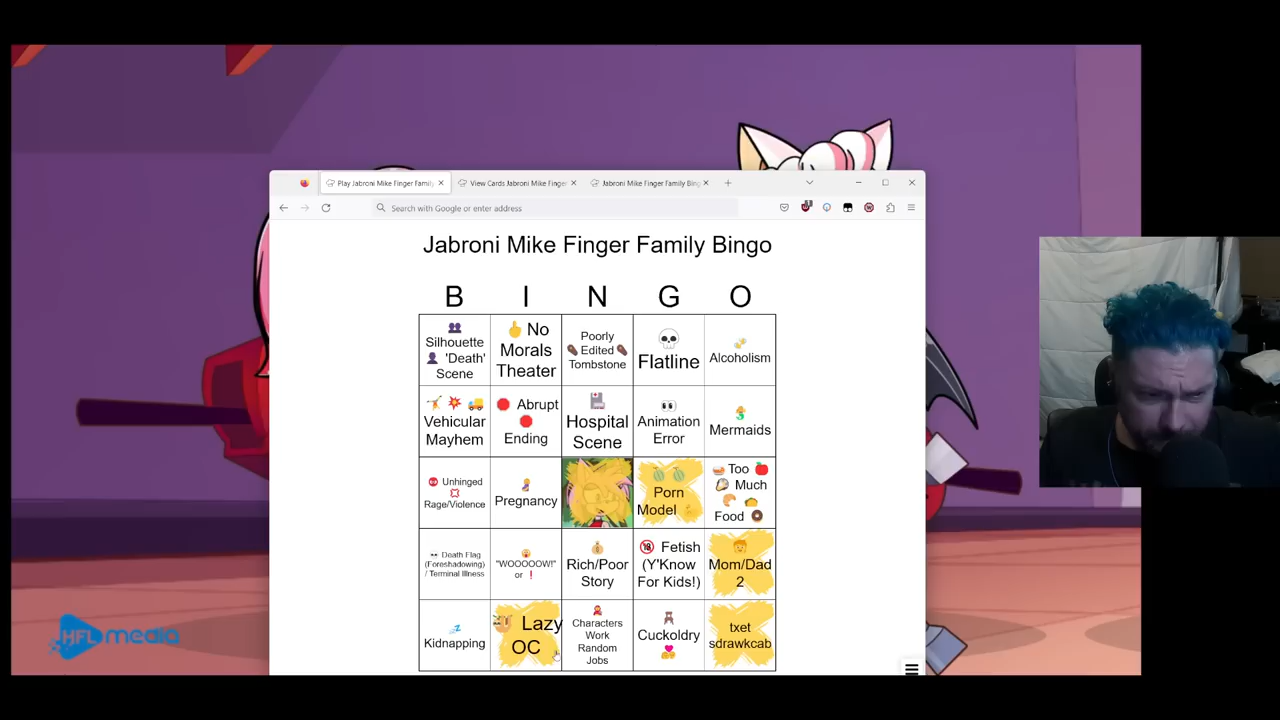 Play Jabroni Mike Finger Family
View Cards Jabroni Mike Finger
Jabroni Mike Finger Family Bing
Search with Google or enter address
Jabroni Mike Finger Family Bingo
B I N G O
Silhouette
'Death'
Scene
No
Morals
Theater
Poorly
Edited
Tombstone
Flatline
Alcoholism
Vehicular
Mayhem
Abrupt
Ending
Hospital
Scene
Animation
Error
Mermaids
Unhinged
Rage/Violence
Pregnancy
Porn
Model
Too
Much
Food
Death Flag
(Foreshadowing)
/ Terminal Illness
"WOOOOOW!"
or
Rich/Poor
Story
Fetish
(Y'Know
For Kids!)
Mom/Dad
2
Kidnapping
Lazy
OC
Characters
Work
Random
Jobs
Cuckoldry
txet
sdrawkcab
HFL media